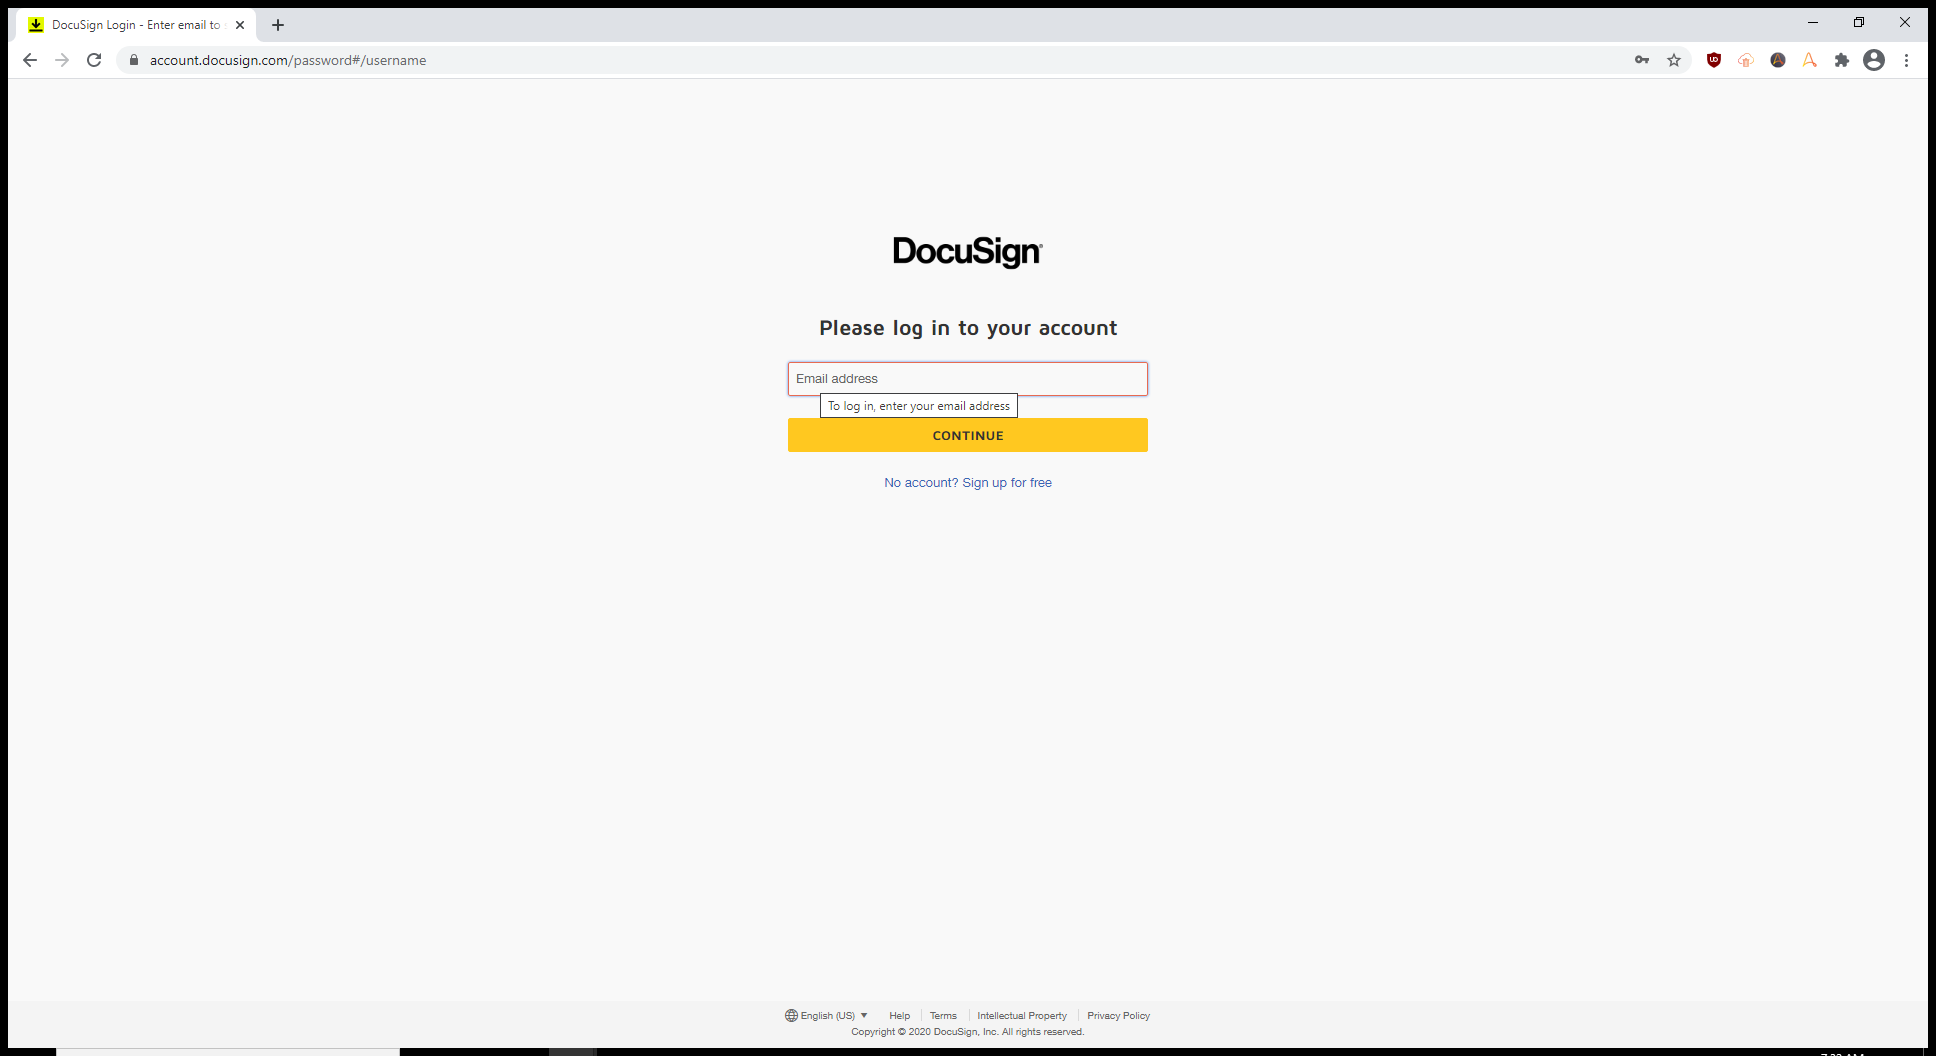 DocuSign Login - Enter email to
account.docusign.com/password#/username
DocuSign
Please log in to your account
Email address
To log in, enter your email address
CONTINUE
No account? Sign up for free
English (US) Help Terms Intellectual Property Privacy Policy
Copyright © 2020 DocuSign, Inc. All rights reserved.